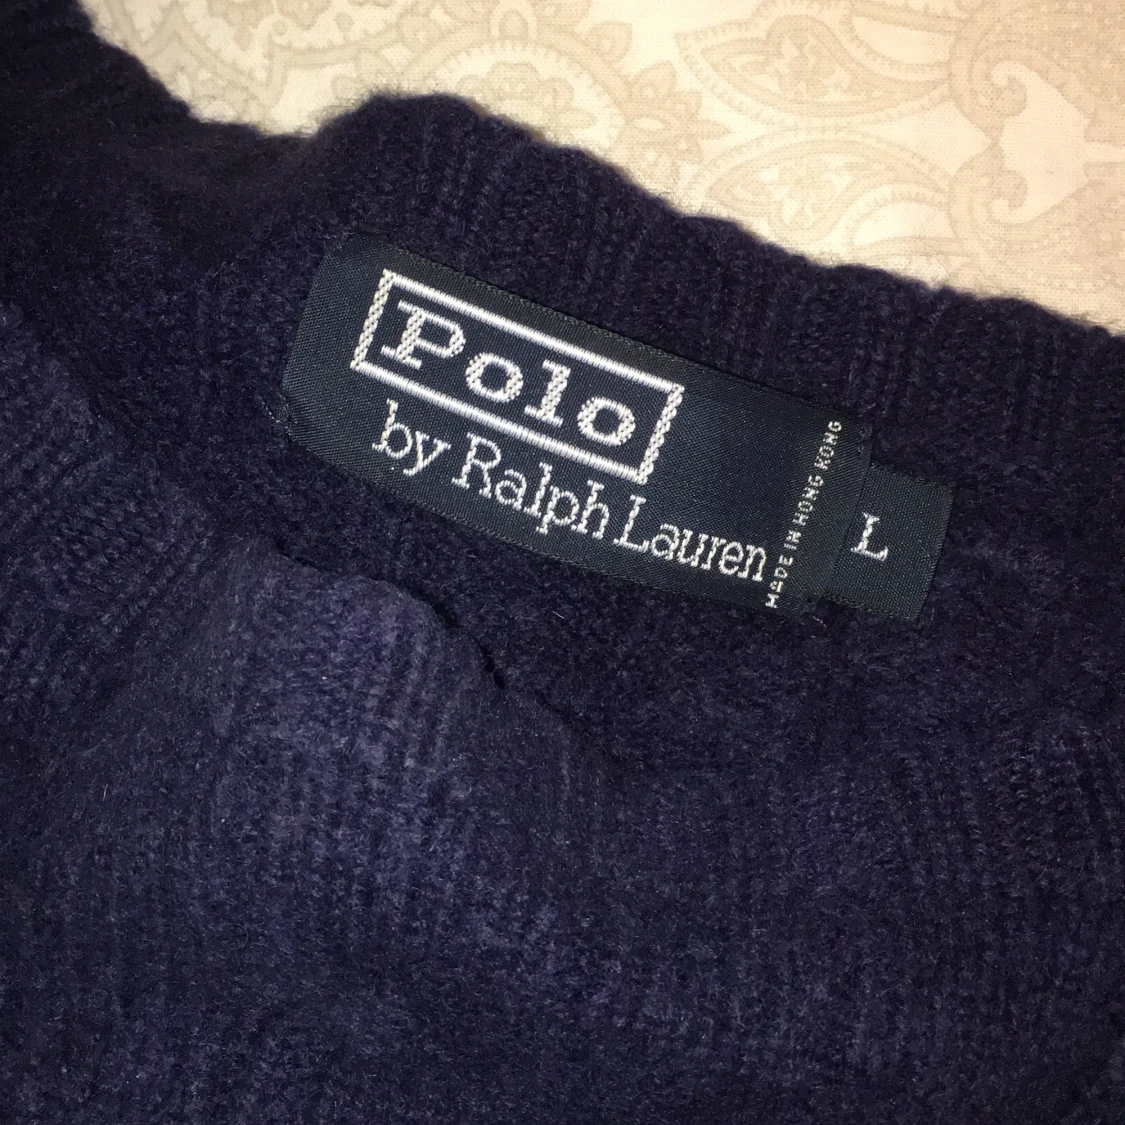 Polo
by Ralph Lauren
MADE IN HONG KONG
L